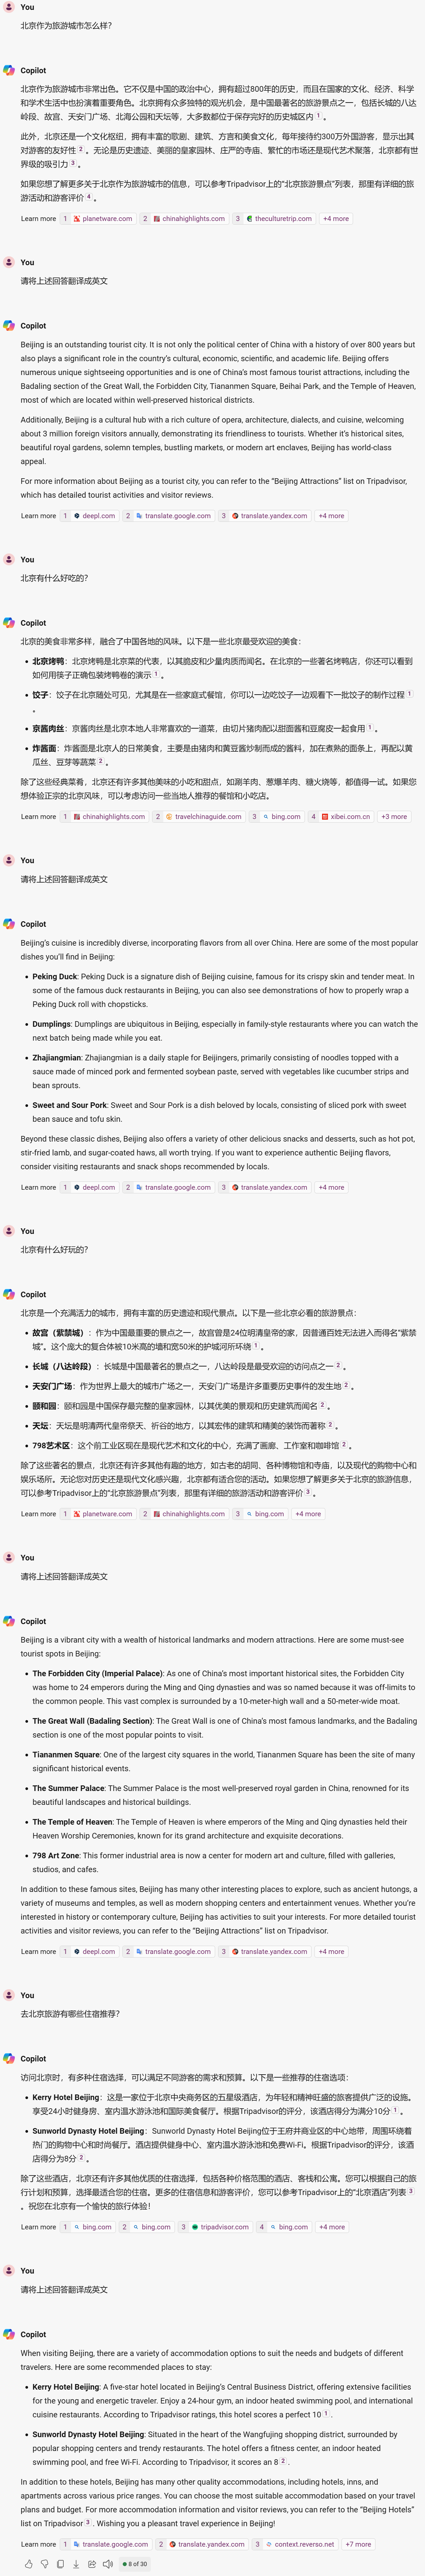 You
北京作为旅游城市怎么样?
Copilot
北京作为旅游城市非常出色。它不仅是中国的政治中心，拥有超过800年的历史，而且在国家的文化、经济、科学
和学术生活中也扮演着重要角色。北京拥有众多独特的观光机会，是中国最著名的旅游景点之一，包括长城的八达
岭段、故宫、天安门广场、北海公园和天坛等，大多数都位于保存完好的历史城区内 1 。
此外，北京还是一个文化枢纽，拥有丰富的歌剧、建筑、方言和美食文化，每年接待约300万外国游客，显示出其
对游客的友好性 2 。无论是历史遗迹、美丽的皇家园林、庄严的寺庙、繁忙的市场还是现代艺术聚落，北京都有世
界级的吸引力 3 。
如果您想了解更多关于北京作为旅游城市的信息，可以参考Tripadvisor上的“北京旅游景点”列表，那里有详细的旅
游活动和游客评价 4 。
Learn more 1 planetware.com 2 chinahighlights.com 3 theculturetrip.com +4 more
You
请将上述回答翻译成英文
Copilot
Beijing is an outstanding tourist city. It is not only the political center of China with a history of over 800 years but
also plays a significant role in the country’s cultural, economic, scientific, and academic life. Beijing offers
numerous unique sightseeing opportunities and is one of China’s most famous tourist attractions, including the
Badaling section of the Great Wall, the Forbidden City, Tiananmen Square, Beihai Park, and the Temple of Heaven,
most of which are located within well-preserved historical districts.
Additionally, Beijing is a cultural hub with a rich culture of opera, architecture, dialects, and cuisine, welcoming
about 3 million foreign visitors annually, demonstrating its friendliness to tourists. Whether it’s historical sites,
beautiful royal gardens, solemn temples, bustling markets, or modern art enclaves, Beijing has world-class
appeal.
For more information about Beijing as a tourist city, you can refer to the “Beijing Attractions” list on Tripadvisor,
which has detailed tourist activities and visitor reviews.
Learn more 1 deepl.com 2 translate.google.com 3 translate.yandex.com +4 more
You
北京有什么好吃的?
Copilot
北京的美食非常多样，融合了中国各地的风味。以下是一些北京最受欢迎的美食：
• 北京烤鸭：北京烤鸭是北京菜的代表，以其脆皮和少量肉质而闻名。在北京的一些著名烤鸭店，你还可以看到
如何用筷子正确包装烤鸭卷的演示 1 。
• 饺子：饺子在北京随处可见，尤其是在一些家庭式餐馆，你可以一边吃饺子一边观看下一批饺子的制作过程 1
。
• 京酱肉丝：京酱肉丝是北京本地人非常喜欢的一道菜，由切片猪肉配以甜面酱和豆腐皮一起食用 1 。
• 炸酱面：炸酱面是北京人的日常美食，主要是由猪肉和黄豆酱炒制而成的酱料，加在煮熟的面条上，再配以黄
瓜丝、豆芽等蔬菜 2 。
除了这些经典菜肴，北京还有许多其他美味的小吃和甜点，如涮羊肉、葱爆羊肉、糖火烧等，都值得一试。如果您
想体验正宗的北京风味，可以考虑访问一些当地人推荐的餐馆和小吃店。
Learn more 1 chinahighlights.com 2 travelchinaguide.com 3 bing.com 4 xibei.com.cn +3 more
You
请将上述回答翻译成英文
Copilot
Beijing’s cuisine is incredibly diverse, incorporating flavors from all over China. Here are some of the most popular
dishes you’ll find in Beijing:
• Peking Duck: Peking Duck is a signature dish of Beijing cuisine, famous for its crispy skin and tender meat. In
some of the famous duck restaurants in Beijing, you can also see demonstrations of how to properly wrap a
Peking Duck roll with chopsticks.
• Dumplings: Dumplings are ubiquitous in Beijing, especially in family-style restaurants where you can watch the
next batch being made while you eat.
• Zhajiangmian: Zhajiangmian is a daily staple for Beijingers, primarily consisting of noodles topped with a
sauce made of minced pork and fermented soybean paste, served with vegetables like cucumber strips and
bean sprouts.
• Sweet and Sour Pork: Sweet and Sour Pork is a dish beloved by locals, consisting of sliced pork with sweet
bean sauce and tofu skin.
Beyond these classic dishes, Beijing also offers a variety of other delicious snacks and desserts, such as hot pot,
stir-fried lamb, and sugar-coated haws, all worth trying. If you want to experience authentic Beijing flavors,
consider visiting restaurants and snack shops recommended by locals.
Learn more 1 deepl.com 2 translate.google.com 3 translate.yandex.com +4 more
You
北京有什么好玩的?
Copilot
北京是一个充满活力的城市，拥有丰富的历史遗迹和现代景点。以下是一些北京必看的旅游景点：
• 故宫（紫禁城）：作为中国最重要的景点之一，故宫曾是24位明清皇帝的家，因普通百姓无法进入而得名“紫禁
城”。这个庞大的复合体被10米高的墙和宽50米的护城河所环绕 1 。
• 长城（八达岭段）：长城是中国最著名的景点之一，八达岭段是最受欢迎的访问点之一 2 。
• 天安门广场：作为世界上最大的城市广场之一，天安门广场是许多重要历史事件的发生地 2 。
• 颐和园：颐和园是中国保存最完整的皇家园林，以其优美的景观和历史建筑而闻名 2 。
• 天坛：天坛是明清两代皇帝祭天、祈谷的地方，以其宏伟的建筑和精美的装饰而著称 2 。
• 798艺术区：这个前工业区现在是现代艺术和文化的中心，充满了画廊、工作室和咖啡馆 2 。
除了这些著名的景点，北京还有许多其他有趣的地方，如古老的胡同、各种博物馆和寺庙，以及现代的购物中心和
娱乐场所。无论您对历史还是现代文化感兴趣，北京都有适合您的活动。如果您想了解更多关于北京的旅游信息，
可以参考Tripadvisor上的“北京旅游景点”列表，那里有详细的旅游活动和游客评价 3 。
Learn more 1 planetware.com 2 chinahighlights.com 3 bing.com +4 more
You
请将上述回答翻译成英文
Copilot
Beijing is a vibrant city with a wealth of historical landmarks and modern attractions. Here are some must-see
tourist spots in Beijing:
• The Forbidden City (Imperial Palace): As one of China’s most important historical sites, the Forbidden City
was home to 24 emperors during the Ming and Qing dynasties and was so named because it was off-limits to
the common people. This vast complex is surrounded by a 10-meter-high wall and a 50-meter-wide moat.
• The Great Wall (Badaling Section): The Great Wall is one of China’s most famous landmarks, and the Badaling
section is one of the most popular points to visit.
• Tiananmen Square: One of the largest city squares in the world, Tiananmen Square has been the site of many
significant historical events.
• The Summer Palace: The Summer Palace is the most well-preserved royal garden in China, renowned for its
beautiful landscapes and historical buildings.
• The Temple of Heaven: The Temple of Heaven is where emperors of the Ming and Qing dynasties held their
Heaven Worship Ceremonies, known for its grand architecture and exquisite decorations.
• 798 Art Zone: This former industrial area is now a center for modern art and culture, filled with galleries,
studios, and cafes.
In addition to these famous sites, Beijing has many other interesting places to explore, such as ancient hutongs, a
variety of museums and temples, as well as modern shopping centers and entertainment venues. Whether you’re
interested in history or contemporary culture, Beijing has activities to suit your interests. For more detailed tourist
activities and visitor reviews, you can refer to the “Beijing Attractions” list on Tripadvisor.
Learn more 1 deepl.com 2 translate.google.com 3 translate.yandex.com +4 more
You
去北京旅游有哪些住宿推荐?
Copilot
访问北京时，有多种住宿选择，可以满足不同游客的需求和预算。以下是一些推荐的住宿选项：
• Kerry Hotel Beijing：这是一家位于北京中央商务区的五星级酒店，为年轻和精神旺盛的旅客提供广泛的设施。
享受24小时健身房、室内温水游泳池和国际美食餐厅。根据Tripadvisor的评分，该酒店得分为满分10分 1 。
• Sunworld Dynasty Hotel Beijing：Sunworld Dynasty Hotel Beijing位于王府井商业区的中心地带，周围环绕着
热门的购物中心和时尚餐厅。酒店提供健身中心、室内温水游泳池和免费Wi-Fi。根据Tripadvisor的评分，该酒
店得分为8分 2 。
除了这些酒店，北京还有许多其他优质的住宿选择，包括各种价格范围的酒店、客栈和公寓。您可以根据自己的旅
行计划和预算，选择最适合您的住宿。更多的住宿信息和游客评价，您可以参考Tripadvisor上的“北京酒店”列表 3
。祝您在北京有一个愉快的旅行体验！
Learn more 1 bing.com 2 bing.com 3 tripadvisor.com 4 bing.com +4 more
You
请将上述回答翻译成英文
Copilot
When visiting Beijing, there are a variety of accommodation options to suit the needs and budgets of different
travelers. Here are some recommended places to stay:
• Kerry Hotel Beijing: A five-star hotel located in Beijing’s Central Business District, offering extensive facilities
for the young and energetic traveler. Enjoy a 24-hour gym, an indoor heated swimming pool, and international
cuisine restaurants. According to Tripadvisor ratings, this hotel scores a perfect 10 1 .
• Sunworld Dynasty Hotel Beijing: Situated in the heart of the Wangfujing shopping district, surrounded by
popular shopping centers and trendy restaurants. The hotel offers a fitness center, an indoor heated
swimming pool, and free Wi-Fi. According to Tripadvisor, it scores an 8 2 .
In addition to these hotels, Beijing has many other quality accommodations, including hotels, inns, and
apartments across various price ranges. You can choose the most suitable accommodation based on your travel
plans and budget. For more accommodation information and visitor reviews, you can refer to the “Beijing Hotels”
list on Tripadvisor 3 . Wishing you a pleasant travel experience in Beijing!
Learn more 1 translate.google.com 2 translate.yandex.com 3 context.reverso.net +7 more
8 of 30